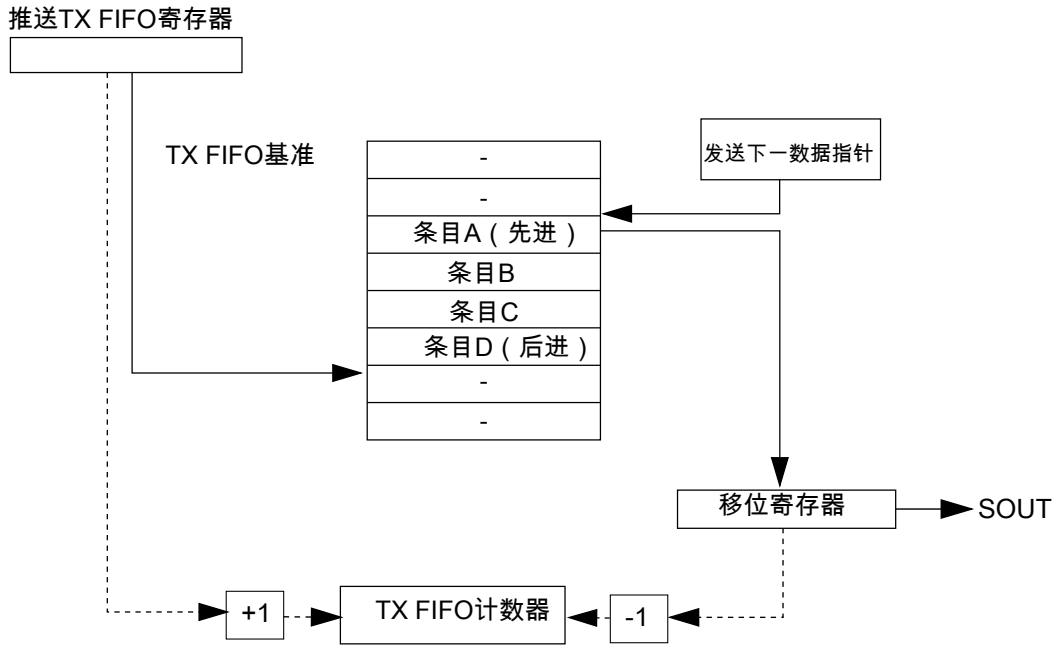 推送TX FIFO寄存器
TX FIFO基准
发送下一数据指针
-
-
条目A（先进）
条目B
条目C
条目D（后进）
-
-
移位寄存器
SOUT
+1
TX FIFO计数器
-1